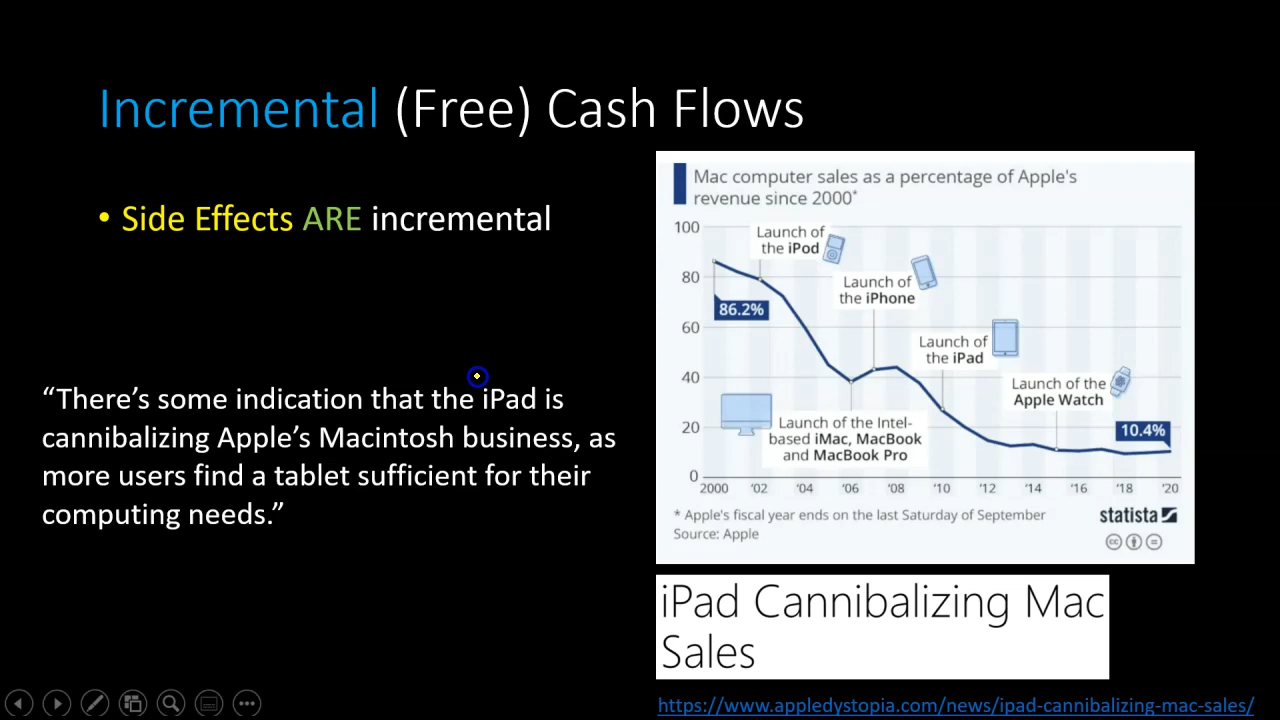 Incremental (Free) Cash Flows
• Side Effects ARE incremental
“There’s some indication that the iPad is
cannibalizing Apple’s Macintosh business, as
more users find a tablet sufficient for their
computing needs.”
Mac computer sales as a percentage of Apple's
revenue since 2000*
100
80
60
40
20
0
Launch of
the iPod
86.2%
Launch of
the iPhone
Launch of
the iPad
Launch of the
Apple Watch
Launch of the Intel-
based iMac, MacBook
and MacBook Pro
10.4%
2000 '02 '04 '06 '08 '10 '12 '14 '16 '18 '20
* Apple's fiscal year ends on the last Saturday of September
Source: Apple
statista
cc
iPad Cannibalizing Mac
Sales
https://www.appledystopia.com/news/ipad-cannibalizing-mac-sales/